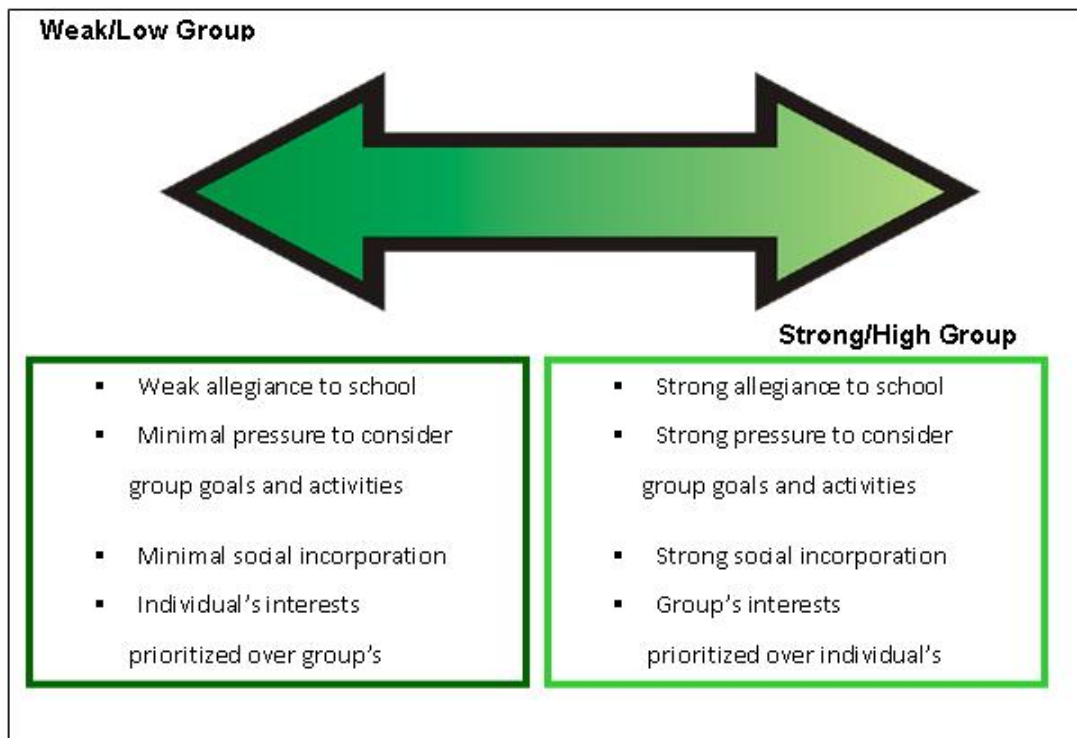 Weak/Low Group
Strong/High Group
▪ Weak allegiance to school
▪ Minimal pressure to consider
group goals and activities
▪ Minimal social incorporation
▪ Individual’s interests
prioritized over group’s
▪ Strong allegiance to school
▪ Strong pressure to consider
group goals and activities
▪ Strong social incorporation
▪ Group’s interests
prioritized over individual’s